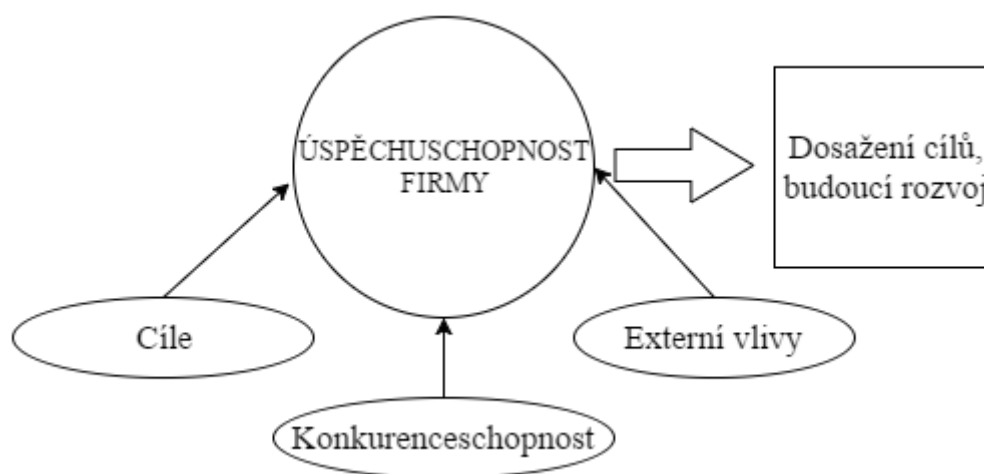 ÚSPĚCHUSCHOPNOST
FIRMY
Dosažení cílů,
budoucí rozvoj
Cíle
Externí vlivy
Konkurenceschopnost